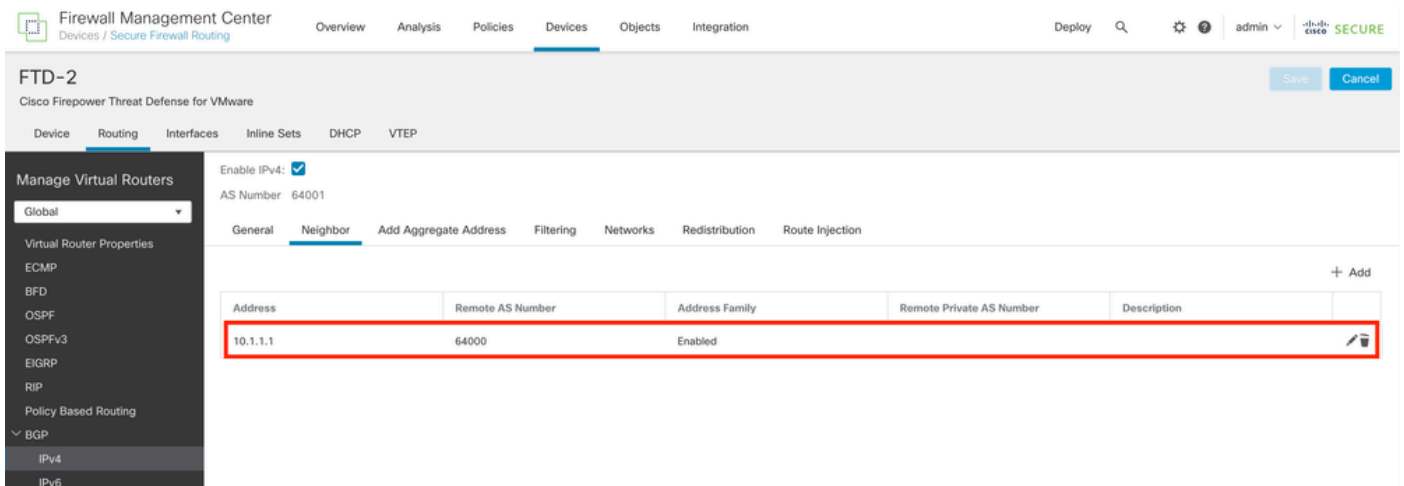 Firewall Management Center
Devices / Secure Firewall Routing
Overview Analysis Policies Devices Objects Integration
Deploy admin cisco SECURE
FTD-2
Save Cancel
Cisco Firepower Threat Defense for VMware
Device Routing Interfaces Inline Sets DHCP VTEP
Manage Virtual Routers
Global
Virtual Router Properties
ECMP
BFD
OSPF
OSPFv3
EIGRP
RIP
Policy Based Routing
BGP
IPv4
IPv6
Enable IPv4:
AS Number 64001
General Neighbor Add Aggregate Address Filtering Networks Redistribution Route Injection
+ Add
Address Remote AS Number Address Family Remote Private AS Number Description
10.1.1.1 64000 Enabled